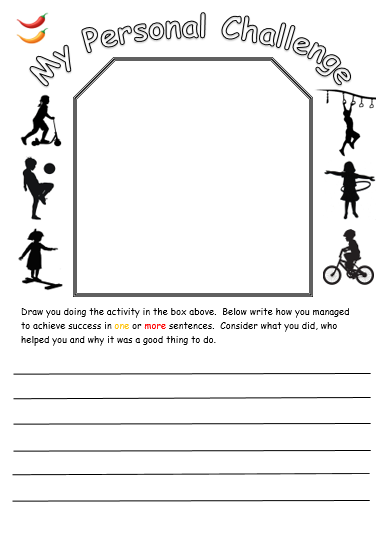 My Personal Challenge
Draw you doing the activity in the box above.  Below write how you managed
to achieve success in one or more sentences.  Consider what you did, who
helped you and why it was a good thing to do.